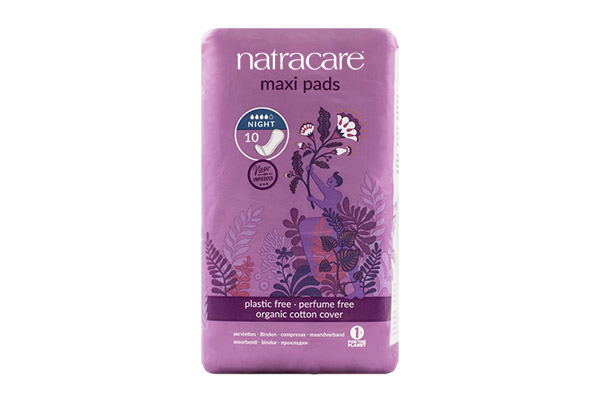 natracare
maxi pads
NIGHT
10
New
AND
IMPROVED
plastic free · perfume free
organic cotton cover
serviettes · Binden · compresas · maandverband
assorbenti · bindor · прокладки
1
FOR THE
PLANET